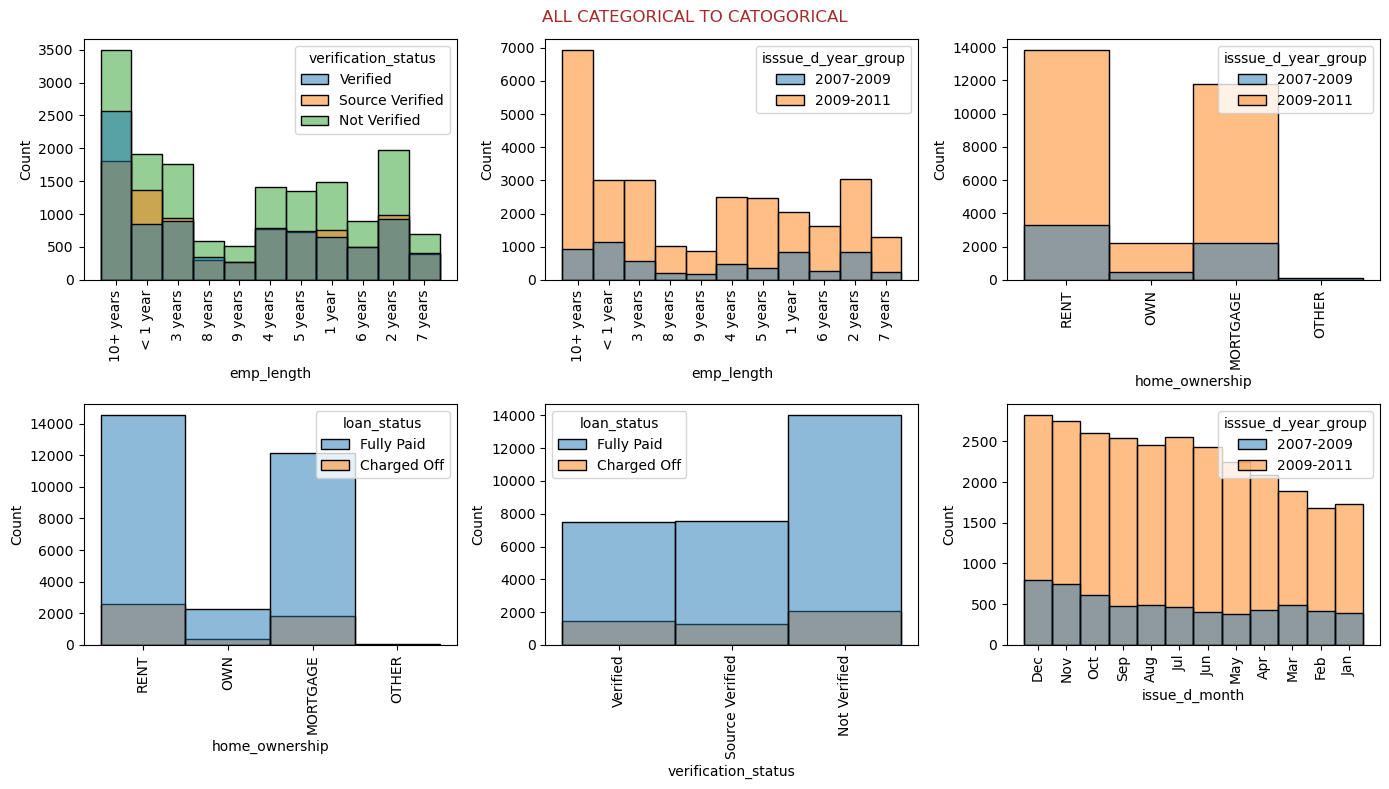 ALL CATEGORICAL TO CATOGORICAL
3500
3000
2500
2000
1500
1000
500
0
Count
verification_status
Verified
Source Verified
Not Verified
10+ years
< 1 year
3 years
8 years
9 years
4 years
5 years
1 year
6 years
2 years
7 years
emp_length
7000
6000
5000
4000
3000
2000
1000
0
Count
isssue_d_year_group
2007-2009
2009-2011
10+ years
< 1 year
3 years
8 years
9 years
4 years
5 years
1 year
6 years
2 years
7 years
emp_length
14000
12000
10000
8000
6000
4000
2000
0
Count
isssue_d_year_group
2007-2009
2009-2011
RENT
OWN
MORTGAGE
OTHER
home_ownership
14000
12000
10000
8000
6000
4000
2000
0
Count
loan_status
Fully Paid
Charged Off
RENT
OWN
MORTGAGE
OTHER
home_ownership
14000
12000
10000
8000
6000
4000
2000
0
Count
loan_status
Fully Paid
Charged Off
Verified
Source Verified
Not Verified
verification_status
2500
2000
1500
1000
500
0
Count
isssue_d_year_group
2007-2009
2009-2011
Dec
Nov
Oct
Sep
Aug
Jul
Jun
May
Apr
Mar
Feb
Jan
issue_d_month